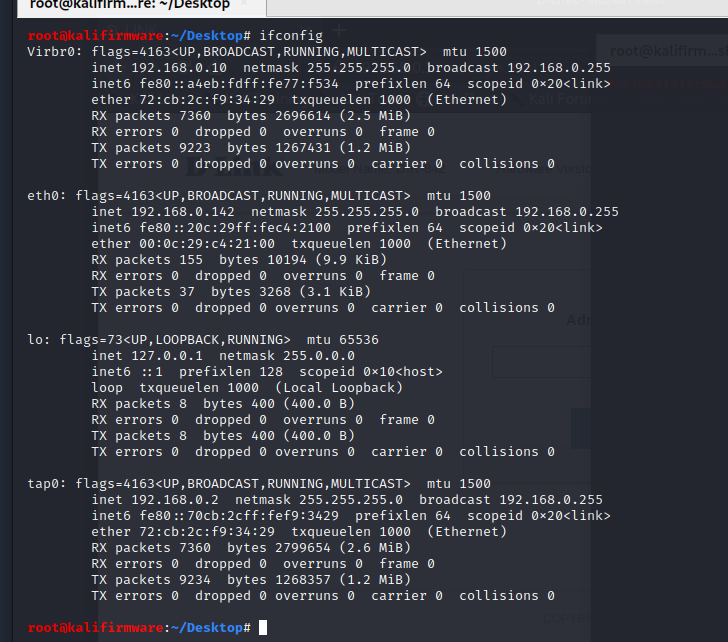 root@kalifirm...re: ~/Desktop
root@kalifirm...sk
root@kalifirmware:~/Desktop# ifconfig
Virbr0: flags=4163<UP,BROADCAST,RUNNING,MULTICAST>  mtu 1500
        inet 192.168.0.10  netmask 255.255.255.0  broadcast 192.168.0.255
        inet6 fe80::a4eb:fdff:fe77:f534  prefixlen 64  scopeid 0×20<link>
        ether 72:cb:2c:f9:34:29  txqueuelen 1000  (Ethernet)
        RX packets 7360  bytes 2696614 (2.5 MiB)
        RX errors 0  dropped 0  overruns 0  frame 0
        TX packets 9223  bytes 1267431 (1.2 MiB)
        TX errors 0  dropped 0 overruns 0  carrier 0  collisions 0
D-Link
eth0: flags=4163<UP,BROADCAST,RUNNING,MULTICAST>  mtu 1500
        inet 192.168.0.142  netmask 255.255.255.0  broadcast 192.168.0.255
        inet6 fe80::20c:29ff:fec4:2100  prefixlen 64  scopeid 0×20<link>
        ether 00:0c:29:c4:21:00  txqueuelen 1000  (Ethernet)
        RX packets 155  bytes 10194 (9.9 KiB)
        RX errors 0  dropped 0  overruns 0  frame 0
        TX packets 37  bytes 3268 (3.1 KiB)
        TX errors 0  dropped 0 overruns 0  carrier 0  collisions 0
lo: flags=73<UP,LOOPBACK,RUNNING>  mtu 65536
        inet 127.0.0.1  netmask 255.0.0.0
        inet6 ::1  prefixlen 128  scopeid 0×10<host>
        loop  txqueuelen 1000  (Local Loopback)
        RX packets 8  bytes 400 (400.0 B)
        RX errors 0  dropped 0  overruns 0  frame 0
        TX packets 8  bytes 400 (400.0 B)
        TX errors 0  dropped 0 overruns 0  carrier 0  collisions 0
tap0: flags=4163<UP,BROADCAST,RUNNING,MULTICAST>  mtu 1500
        inet 192.168.0.2  netmask 255.255.255.0  broadcast 192.168.0.255
        inet6 fe80::70cb:2cff:fef9:3429  prefixlen 64  scopeid 0×20<link>
        ether 72:cb:2c:f9:34:29  txqueuelen 1000  (Ethernet)
        RX packets 7360  bytes 2799654 (2.6 MiB)
        RX errors 0  dropped 0  overruns 0  frame 0
        TX packets 9234  bytes 1268357 (1.2 MiB)
        TX errors 0  dropped 0 overruns 0  carrier 0  collisions 0
root@kalifirmware:~/Desktop#